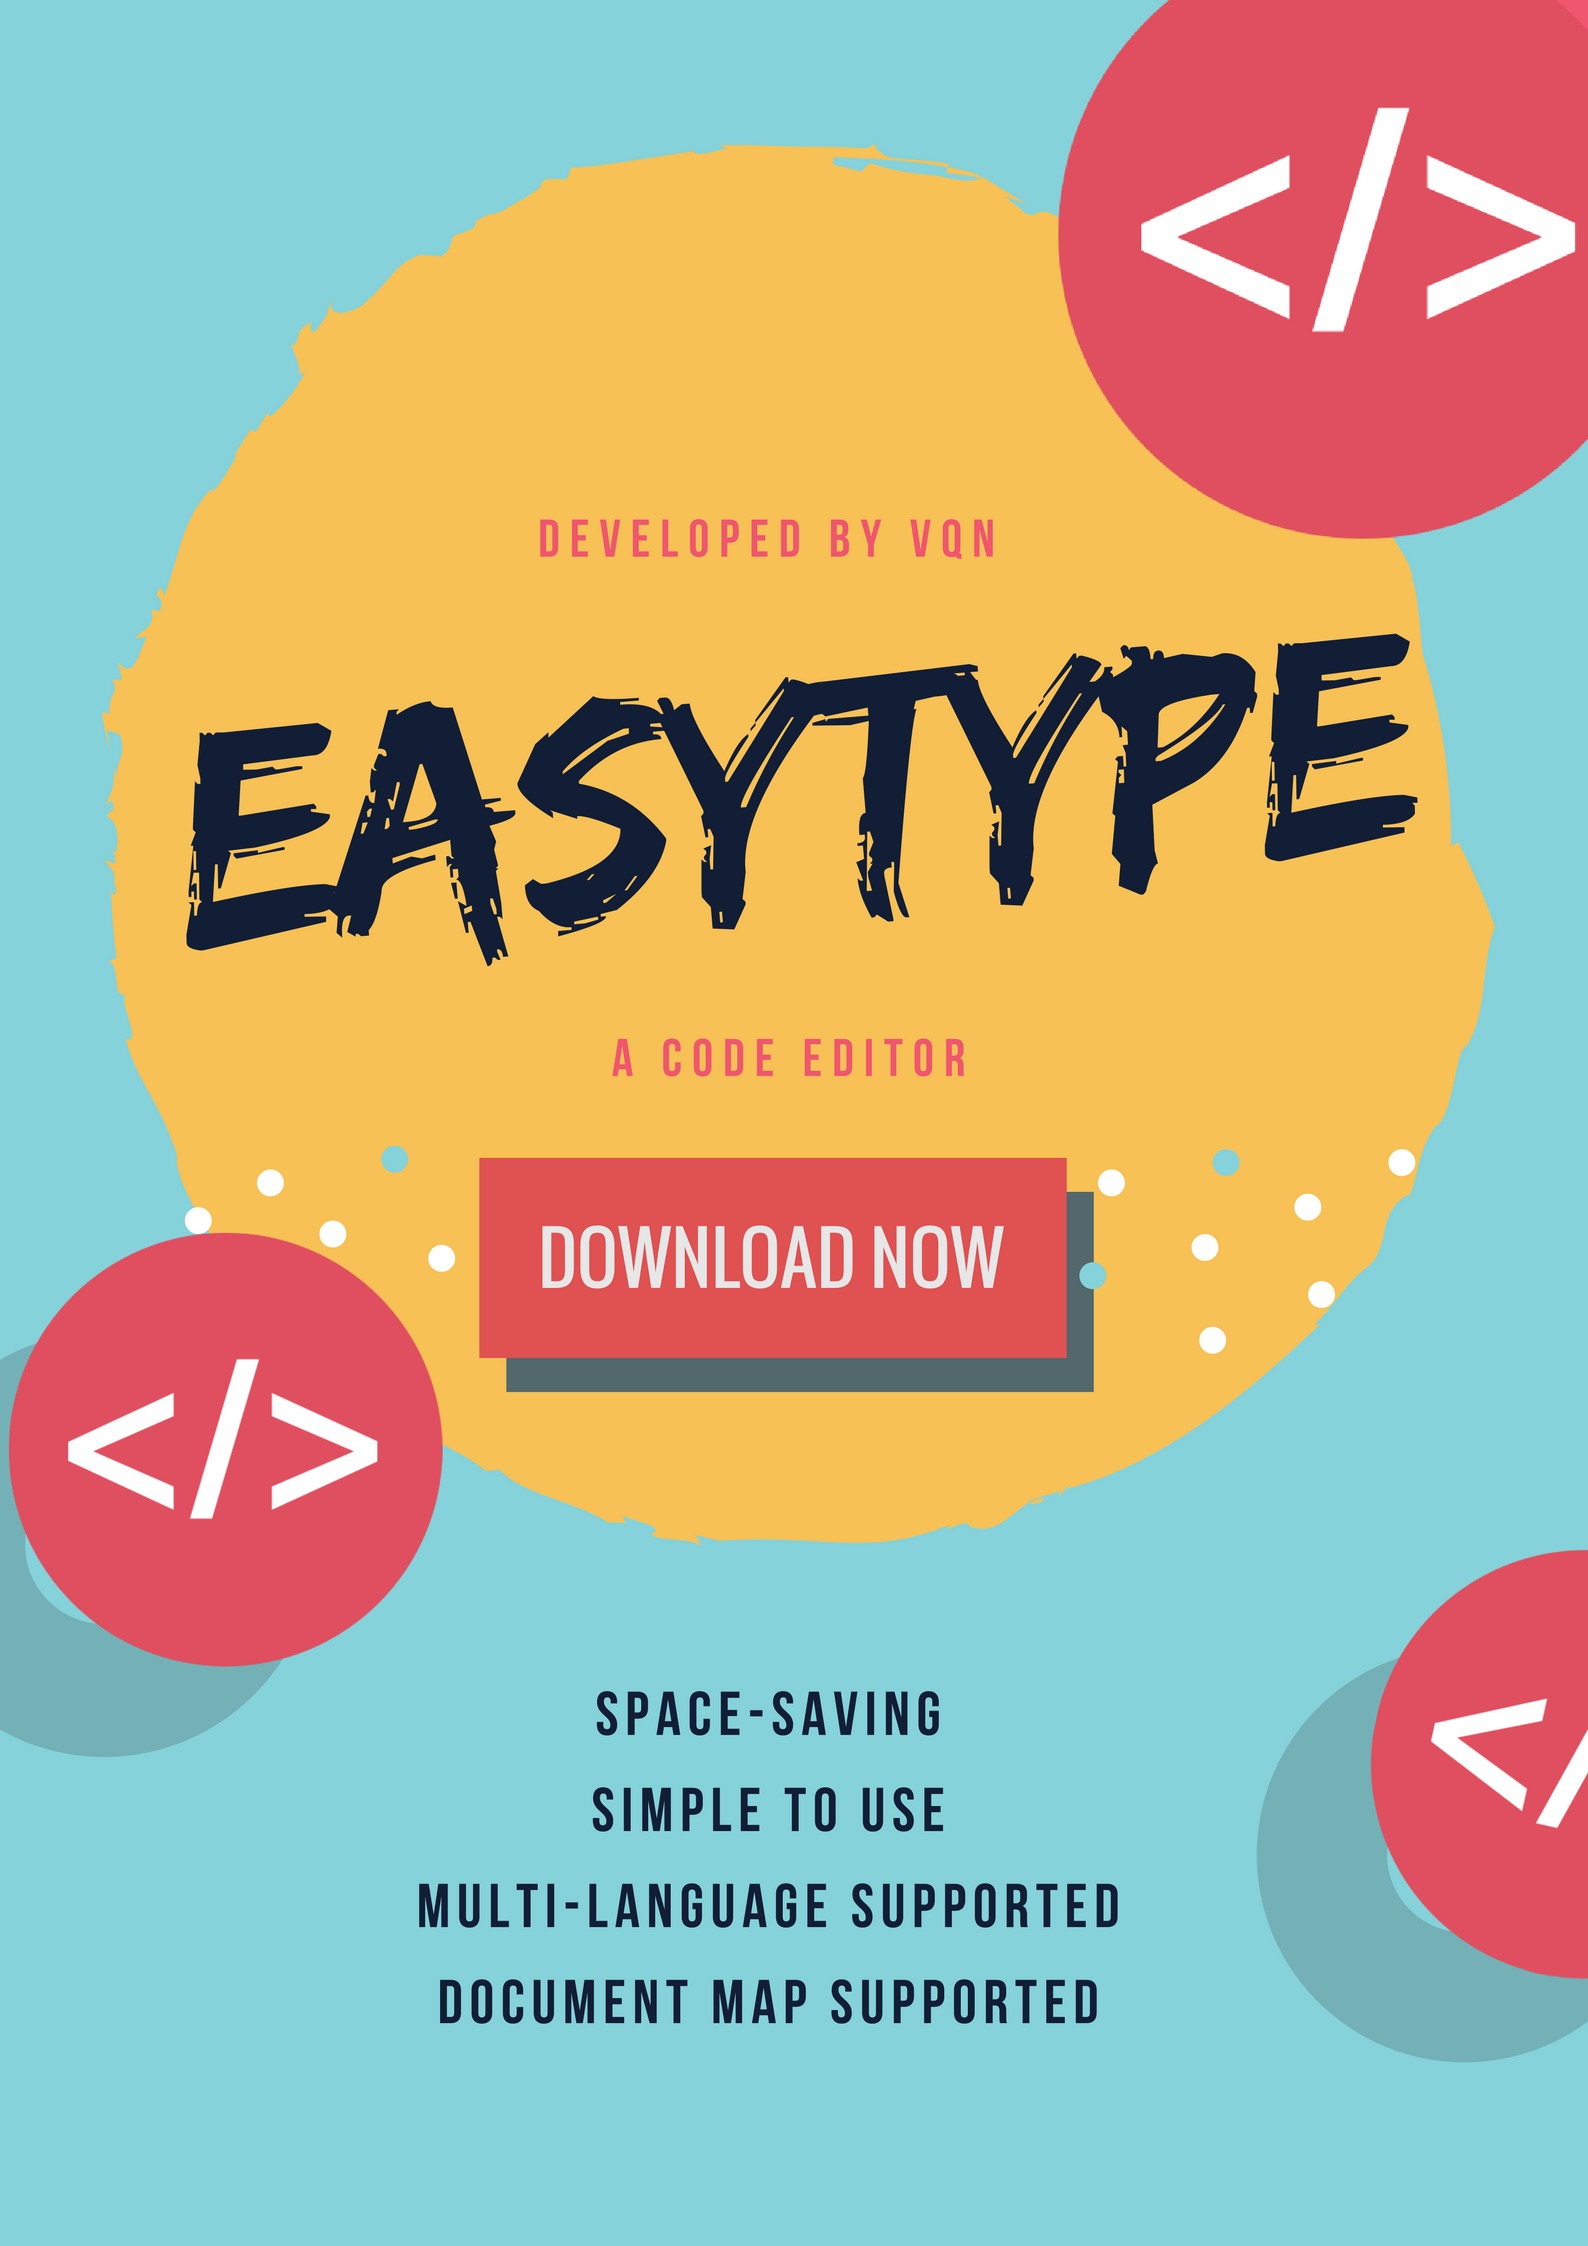 </>
DEVELOPED BY VQN
EASYTYPE
A CODE EDITOR
DOWNLOAD NOW
</>
SPACE-SAVING
SIMPLE TO USE
</
MULTI-LANGUAGE SUPPORTED
DOCUMENT MAP SUPPORTED